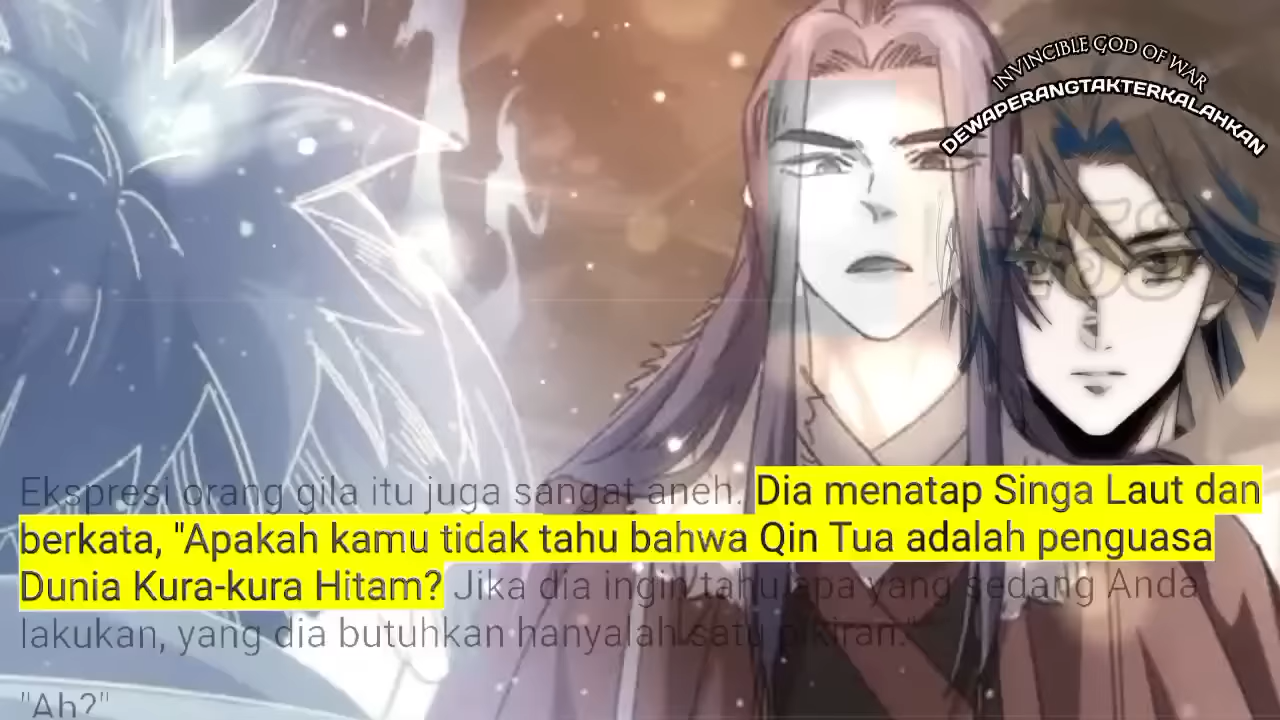 INVINCIBLE GOD OF WAR
DEWAPERANGTAKTERKALAHKAN
458
Ekspresi orang gila itu juga sangat aneh. Dia menatap Singa Laut dan
berkata, "Apakah kamu tidak tahu bahwa Qin Tua adalah penguasa
Dunia Kura-kura Hitam? Jika dia ingin tahu apa yang sedang Anda
lakukan, yang dia butuhkan hanyalah satu pikiran."
"Ah?"